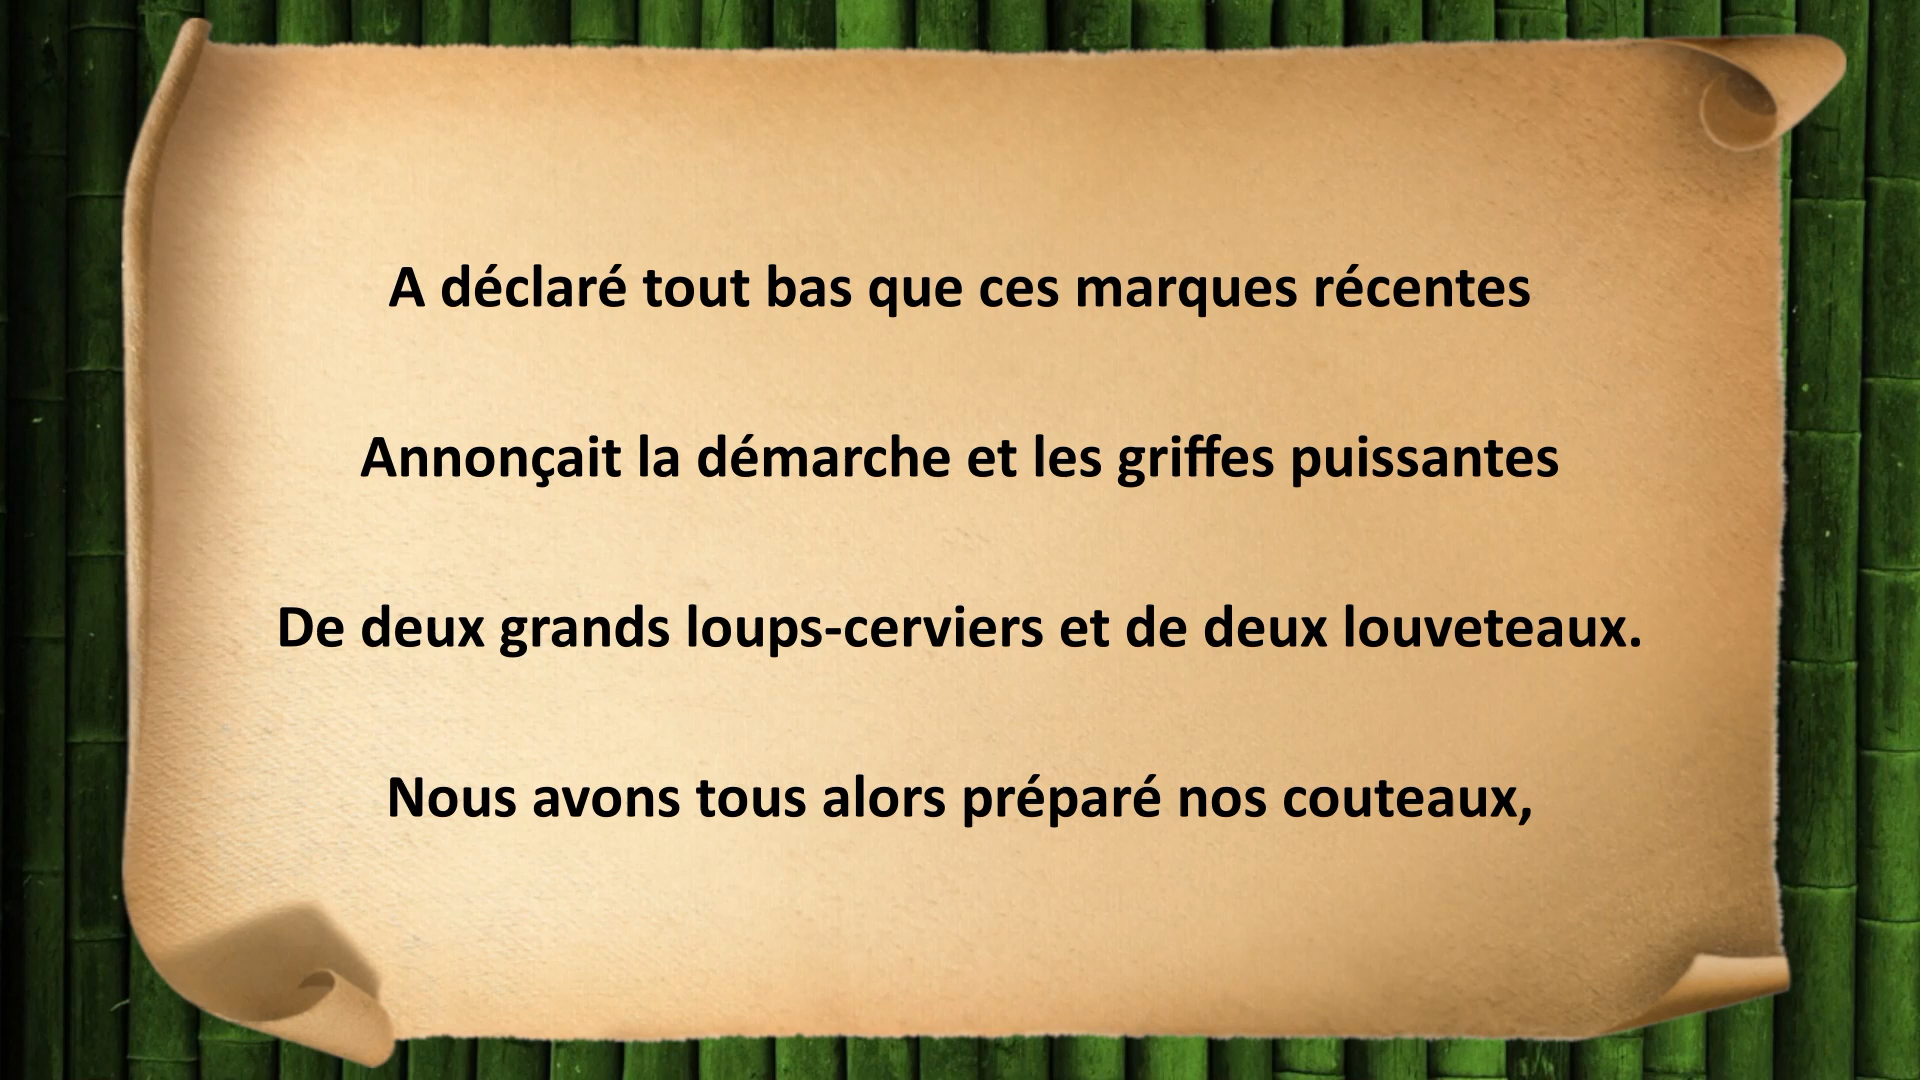 A déclaré tout bas que ces marques récentes
Annonçait la démarche et les griffes puissantes
De deux grands loups-cerviers et de deux louveteaux.
Nous avons tous alors préparé nos couteaux,